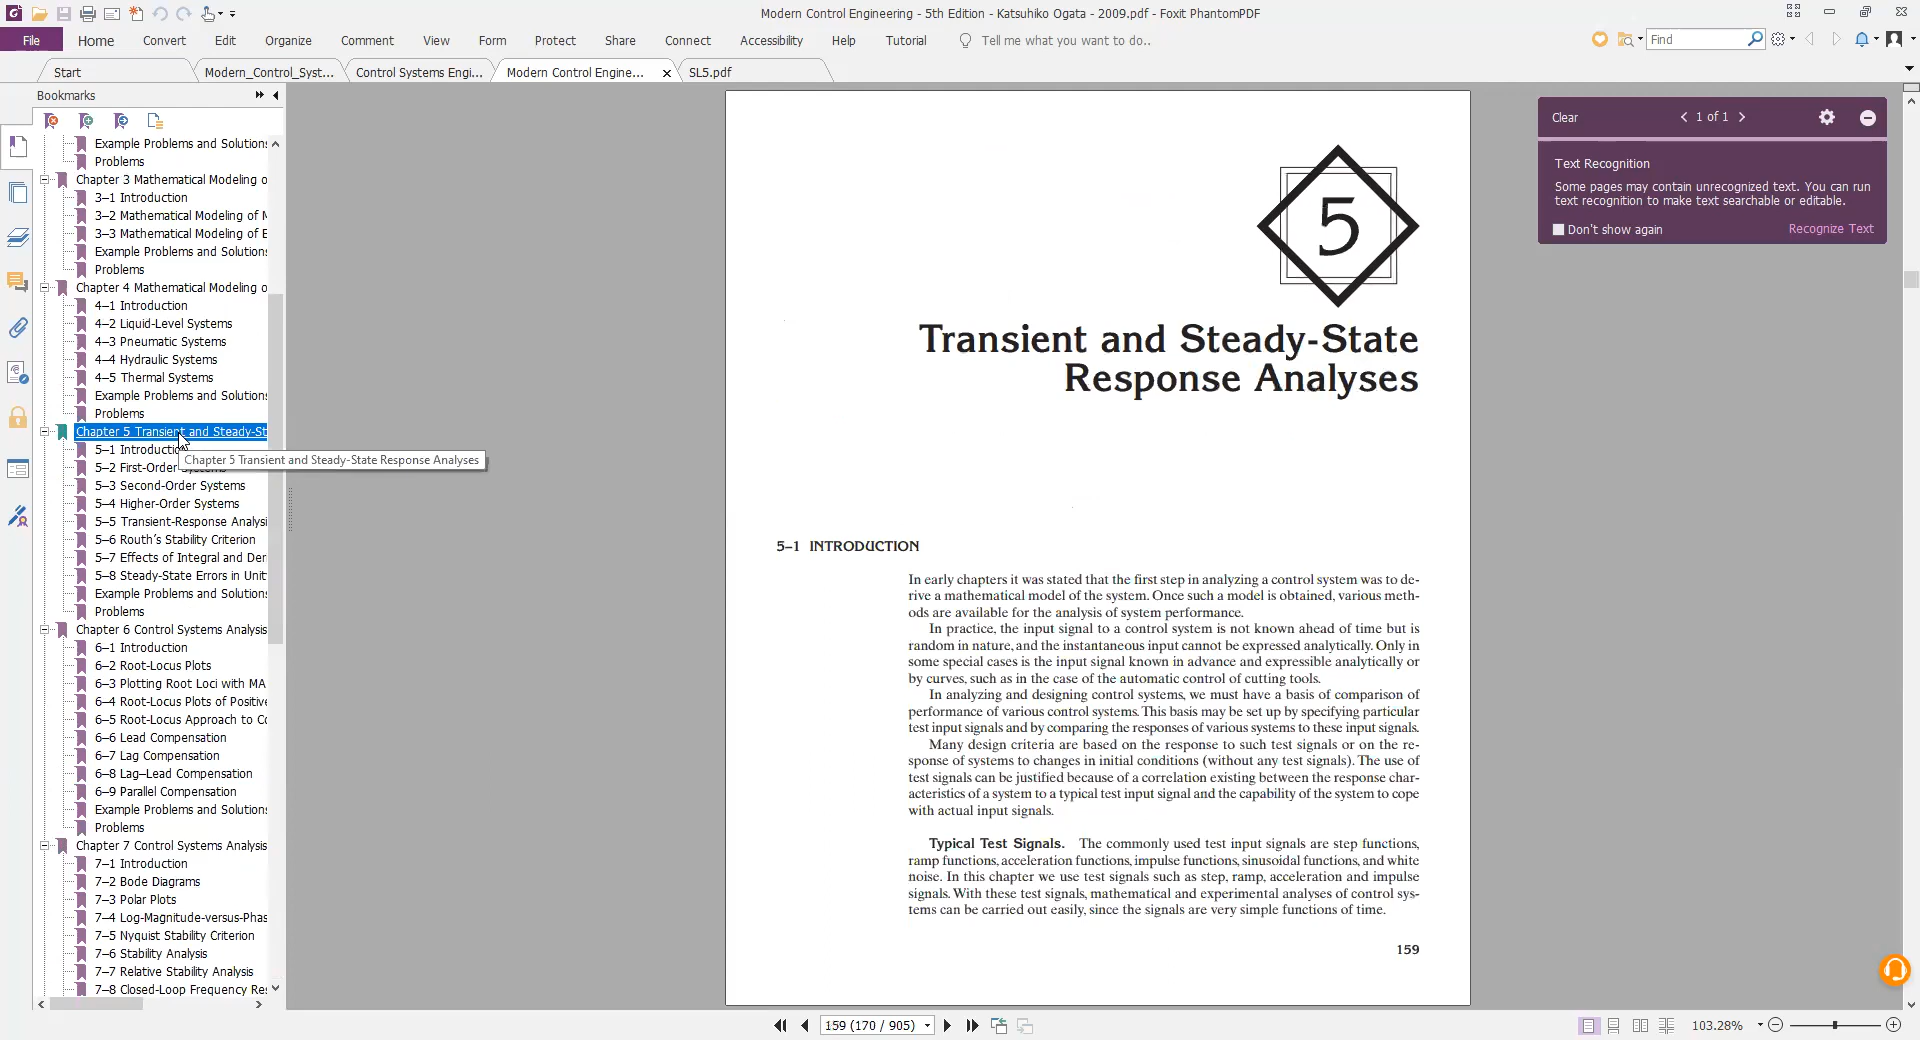 Modern Control Engineering - 5th Edition - Katsuhiko Ogata - 2009.pdf - Foxit PhantomPDF
File Home Convert Edit Organize Comment View Form Protect Share Connect Accessibility Help Tutorial Tell me what you want to do.. Find
Start Modern_Control_Syst... Control Systems Engi... Modern Control Engine... SL5.pdf
Bookmarks
Example Problems and Solutions
Problems
Chapter 3 Mathematical Modeling o
3–1 Introduction
3–2 Mathematical Modeling of M
3–3 Mathematical Modeling of E
Example Problems and Solutions
Problems
Chapter 4 Mathematical Modeling o
4–1 Introduction
4–2 Liquid-Level Systems
4–3 Pneumatic Systems
4–4 Hydraulic Systems
4–5 Thermal Systems
Example Problems and Solutions
Problems
Chapter 5 Transient and Steady-St
5–1 Introduction
Chapter 5 Transient and Steady-State Response Analyses
5–2 First-Order Systems
5–3 Second-Order Systems
5–4 Higher-Order Systems
5–5 Transient-Response Analysi
5–6 Routh's Stability Criterion
5–7 Effects of Integral and Der
5–8 Steady-State Errors in Unit
Example Problems and Solutions
Problems
Chapter 6 Control Systems Analysis
6–1 Introduction
6–2 Root-Locus Plots
6–3 Plotting Root Loci with MA
6–4 Root-Locus Plots of Positive
6–5 Root-Locus Approach to Co
6–6 Lead Compensation
6–7 Lag Compensation
6–8 Lag–Lead Compensation
6–9 Parallel Compensation
Example Problems and Solutions
Problems
Chapter 7 Control Systems Analysis
7–1 Introduction
7–2 Bode Diagrams
7–3 Polar Plots
7–4 Log-Magnitude-versus-Phas
7–5 Nyquist Stability Criterion
7–6 Stability Analysis
7–7 Relative Stability Analysis
7–8 Closed-Loop Frequency Res
5
Transient and Steady-State
Response Analyses
5–1 INTRODUCTION
In early chapters it was stated that the first step in analyzing a control system was to de-
rive a mathematical model of the system. Once such a model is obtained, various meth-
ods are available for the analysis of system performance.
In practice, the input signal to a control system is not known ahead of time but is
random in nature, and the instantaneous input cannot be expressed analytically. Only in
some special cases is the input signal known in advance and expressible analytically or
by curves, such as in the case of the automatic control of cutting tools.
In analyzing and designing control systems, we must have a basis of comparison of
performance of various control systems. This basis may be set up by specifying particular
test input signals and by comparing the responses of various systems to these input signals.
Many design criteria are based on the response to such test signals or on the re-
sponse of systems to changes in initial conditions (without any test signals). The use of
test signals can be justified because of a correlation existing between the response char-
acteristics of a system to a typical test input signal and the capability of the system to cope
with actual input signals.
Typical Test Signals. The commonly used test input signals are step functions,
ramp functions, acceleration functions, impulse functions, sinusoidal functions, and white
noise. In this chapter we use test signals such as step, ramp, acceleration and impulse
signals. With these test signals, mathematical and experimental analyses of control sys-
tems can be carried out easily, since the signals are very simple functions of time.
159
Clear 1 of 1
Text Recognition
Some pages may contain unrecognized text. You can run
text recognition to make text searchable or editable.
Don't show again Recognize Text
159 (170 / 905) 103.28%